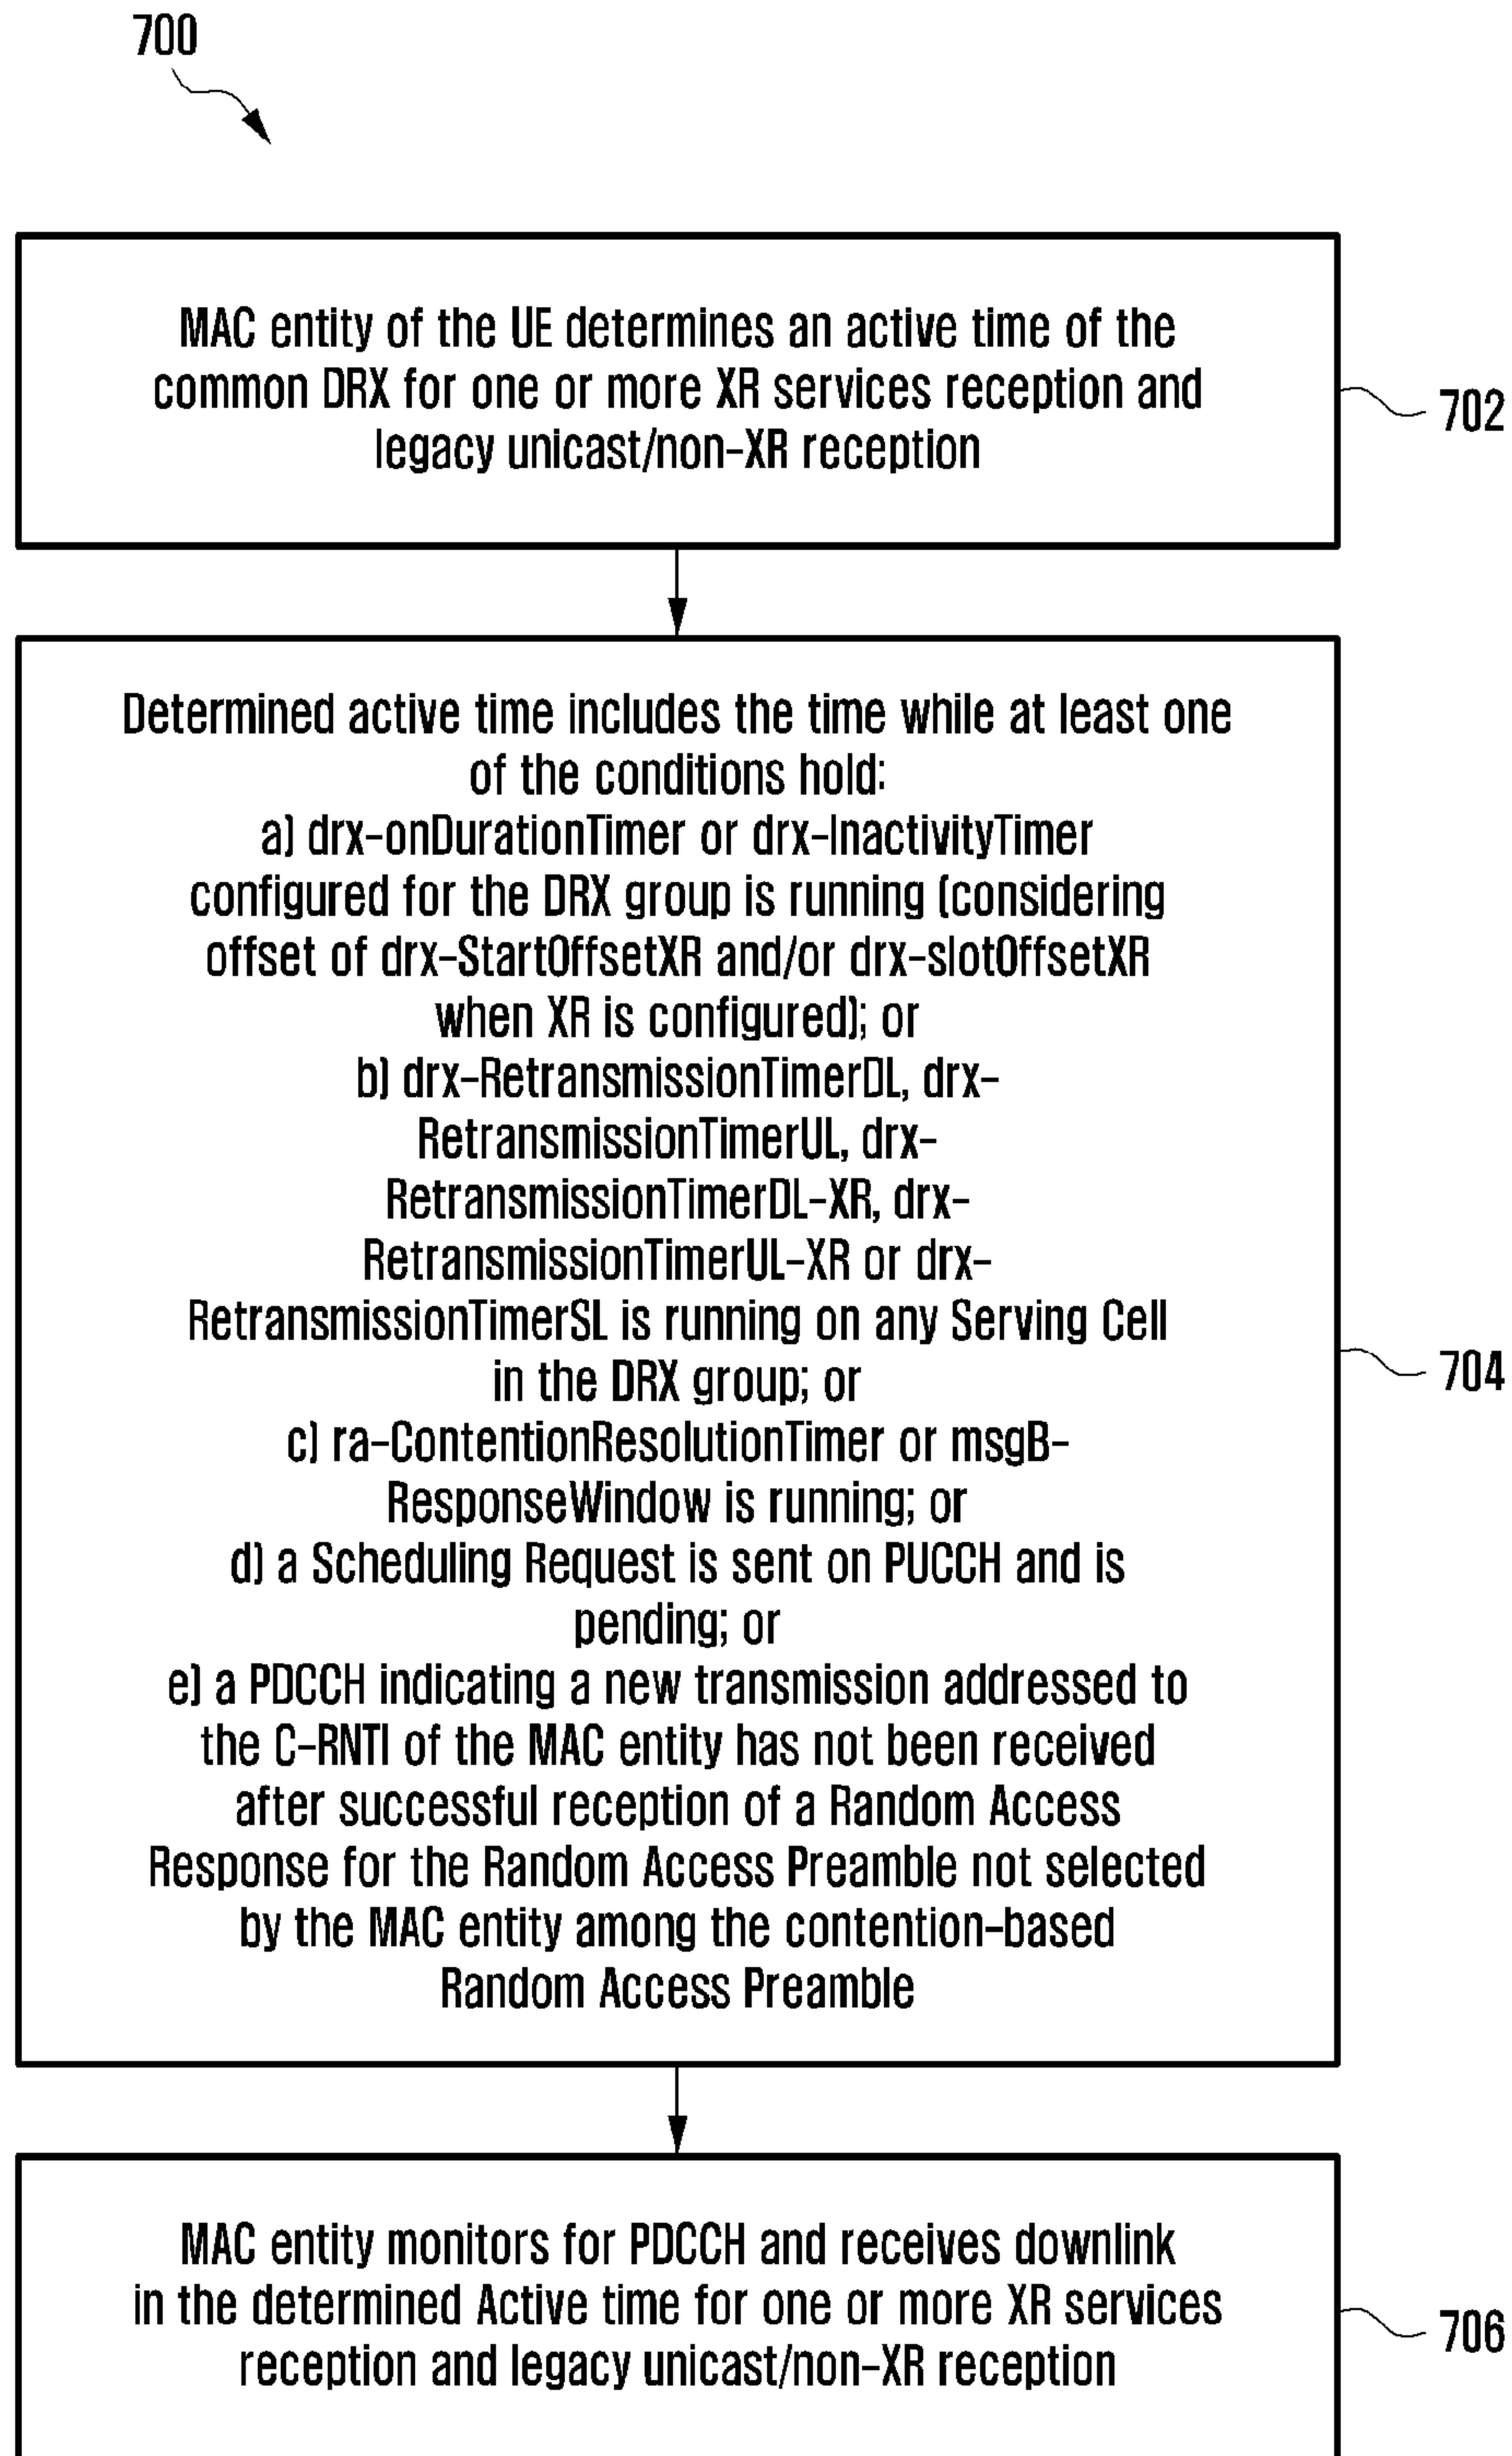 700
MAC entity of the UE determines an active time of the
common DRX for one or more XR services reception and
legacy unicast/non-XR reception
702
Determined active time includes the time while at least one
of the conditions hold:
a) drx-onDurationTimer or drx-InactivityTimer
configured for the DRX group is running (considering
offset of drx-StartOffsetXR and/or drx-slotOffsetXR
when XR is configured); or
b) drx-RetransmissionTimerDL, drx-
RetransmissionTimerUL, drx-
RetransmissionTimerDL-XR, drx-
RetransmissionTimerUL-XR or drx-
RetransmissionTimerSL is running on any Serving Cell
in the DRX group; or
c) ra-ContentionResolutionTimer or msgB-
ResponseWindow is running; or
d) a Scheduling Request is sent on PUCCH and is
pending; or
e) a PDCCH indicating a new transmission addressed to
the C-RNTI of the MAC entity has not been received
after successful reception of a Random Access
Response for the Random Access Preamble not selected
by the MAC entity among the contention-based
Random Access Preamble
704
MAC entity monitors for PDCCH and receives downlink
in the determined Active time for one or more XR services
reception and legacy unicast/non-XR reception
706